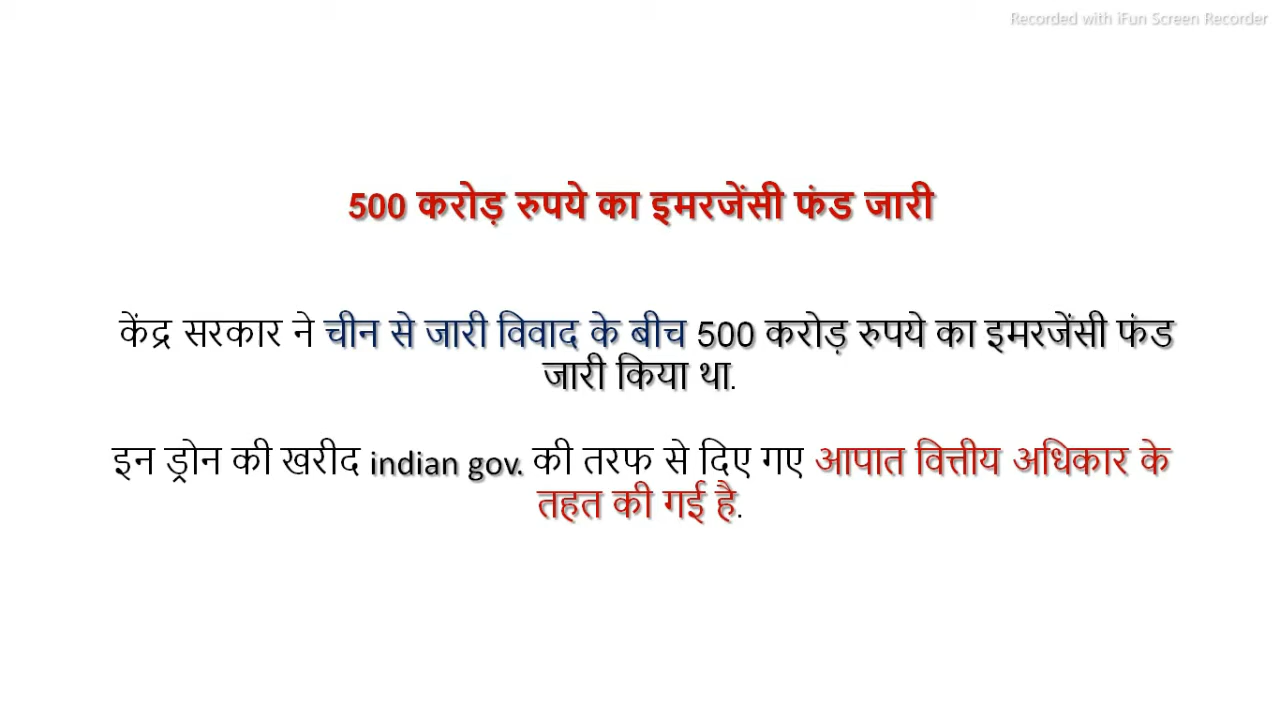 Recorded with iFun Screen Recorder
500 करोड़ रुपये का इमरजेंसी फंड जारी
केंद्र सरकार ने चीन से जारी विवाद के बीच 500 करोड़ रुपये का इमरजेंसी फंड
जारी किया था.
इन ड्रोन की खरीद indian gov. की तरफ से दिए गए आपात वित्तीय अधिकार के
तहत की गई है.